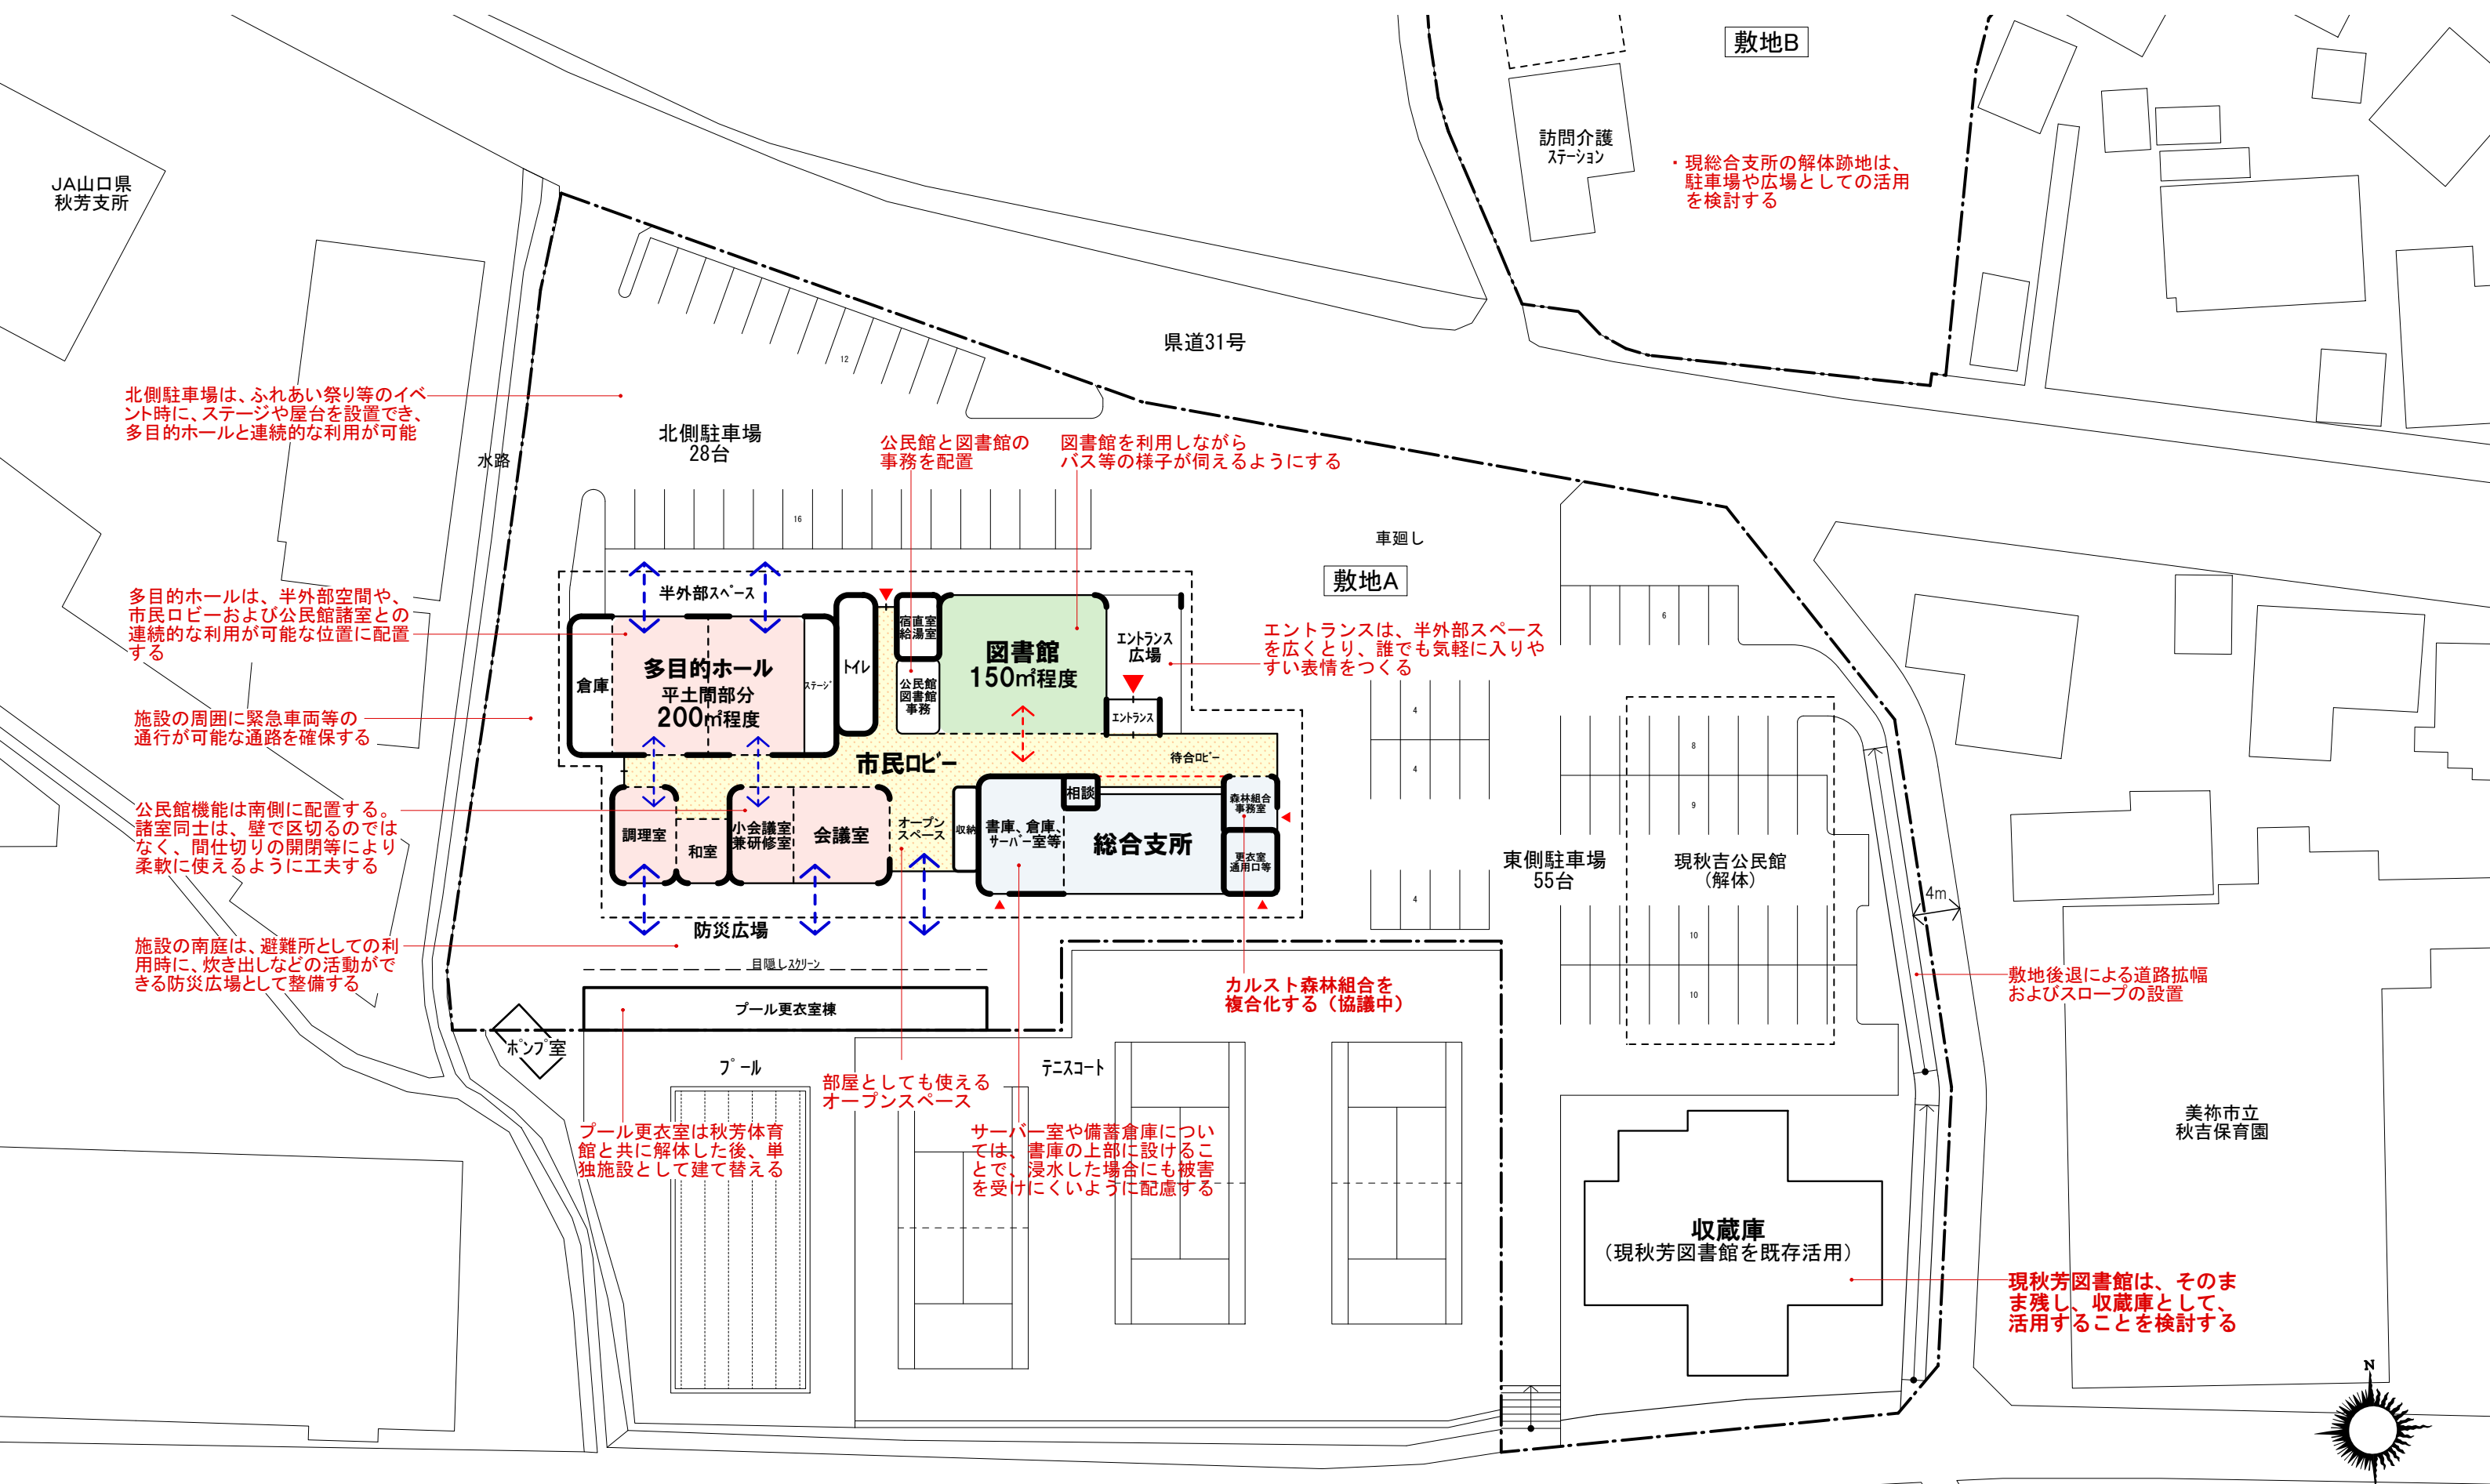 敷地B
訪問介護
ステーション
・現総合支所の解体跡地は、
駐車場や広場としての活用
を検討する
JA山口県
秋芳支所
県道31号
12
北側駐車場は、ふれあい祭り等のイベ
ント時に、ステージや屋台を設置でき、
多目的ホールと連続的な利用が可能
水路
北側駐車場
28台
公民館と図書館の
事務を配置
図書館を利用しながら
バス等の様子が伺えるようにする
16
車廻し
敷地A
多目的ホールは、半外部空間や、
市民ロビーおよび公民館諸室との
連続的な利用が可能な位置に配置
する
半外部スペース
宿直室
給湯室
図書館
150㎡程度
エントランス
広場
エントランスは、半外部スペース
を広くとり、誰でも気軽に入りや
すい表情をつくる
6
倉庫
多目的ホール
平土間部分
200㎡程度
ステージ
トイレ
公民館
図書館
事務
エントランス
施設の周囲に緊急車両等の
通行が可能な通路を確保する
4
8
市民ロビー
待合ロビー
4
公民館機能は南側に配置する。
諸室同士は、壁で区切るのでは
なく、間仕切りの開閉等により
柔軟に使えるように工夫する
相談
森林組合
事務室
9
調理室
和室
小会議室
兼研修室
会議室
オープン
スペース
収納
書庫、倉庫、
サーバー室等
総合支所
更衣室
通用口等
東側駐車場
55台
現秋吉公民館
（解体）
4
4m
防災広場
10
施設の南庭は、避難所としての利
用時に、炊き出しなどの活動がで
きる防災広場として整備する
目隠しスクリーン
カルスト森林組合を
複合化する（協議中）
10
敷地後退による道路拡幅
およびスロープの設置
プール更衣室棟
ポンプ室
プール
テニスコート
部屋としても使える
オープンスペース
プール更衣室は秋芳体育
館と共に解体した後、単
独施設として建て替える
サーバー室や備蓄倉庫につい
ては、書庫の上部に設けるこ
とで、浸水した場合にも被害
を受けにくいように配慮する
美祢市立
秋吉保育園
収蔵庫
（現秋芳図書館を既存活用）
現秋芳図書館は、そのま
ま残し、収蔵庫として、
活用することを検討する
N